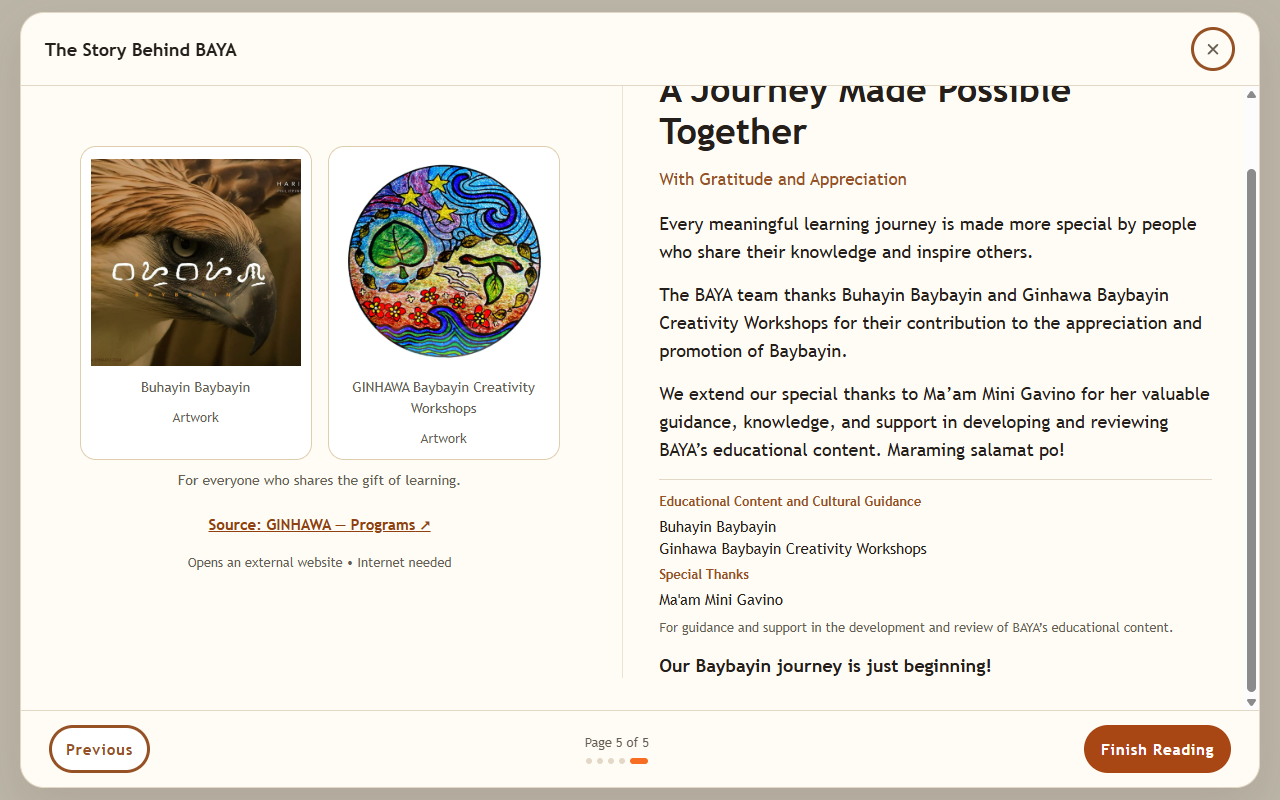 The Story Behind BAYA
✕
HARI
ᜊᜌ᜔ᜊᜌᜒᜈ᜔
BAYBAYIN
Buhayin Baybayin
Artwork
GINHAWA Baybayin Creativity
Workshops
Artwork
For everyone who shares the gift of learning.
Source: GINHAWA — Programs ↗
Opens an external website • Internet needed
A Journey Made Possible
Together
With Gratitude and Appreciation
Every meaningful learning journey is made more special by people
who share their knowledge and inspire others.
The BAYA team thanks Buhayin Baybayin and Ginhawa Baybayin
Creativity Workshops for their contribution to the appreciation and
promotion of Baybayin.
We extend our special thanks to Ma’am Mini Gavino for her valuable
guidance, knowledge, and support in developing and reviewing
BAYA’s educational content. Maraming salamat po!
Educational Content and Cultural Guidance
Buhayin Baybayin
Ginhawa Baybayin Creativity Workshops
Special Thanks
Ma'am Mini Gavino
For guidance and support in the development and review of BAYA’s educational content.
Our Baybayin journey is just beginning!
Previous
Page 5 of 5
Finish Reading